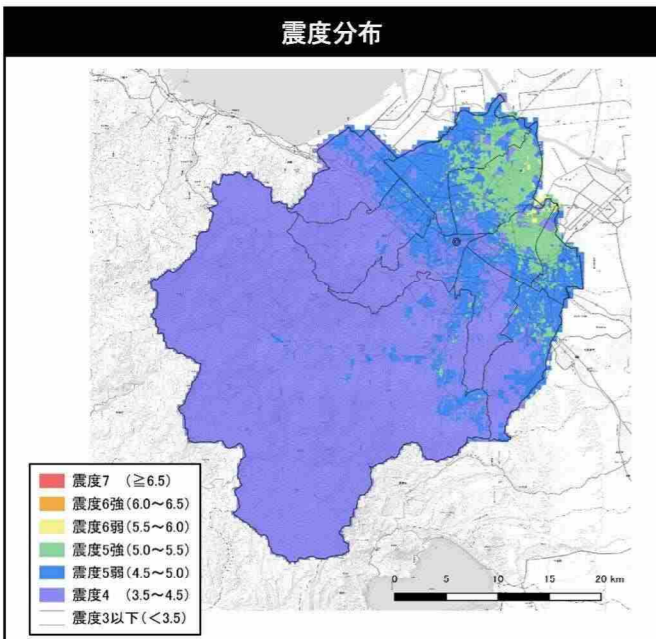 震度分布
震度7 (≧6.5)
震度6強(6.0～6.5)
震度6弱(5.5～6.0)
震度5強(5.0～5.5)
震度5弱(4.5～5.0)
震度4 (3.5～4.5)
震度3以下(＜3.5)
0 5 10 15 20 km